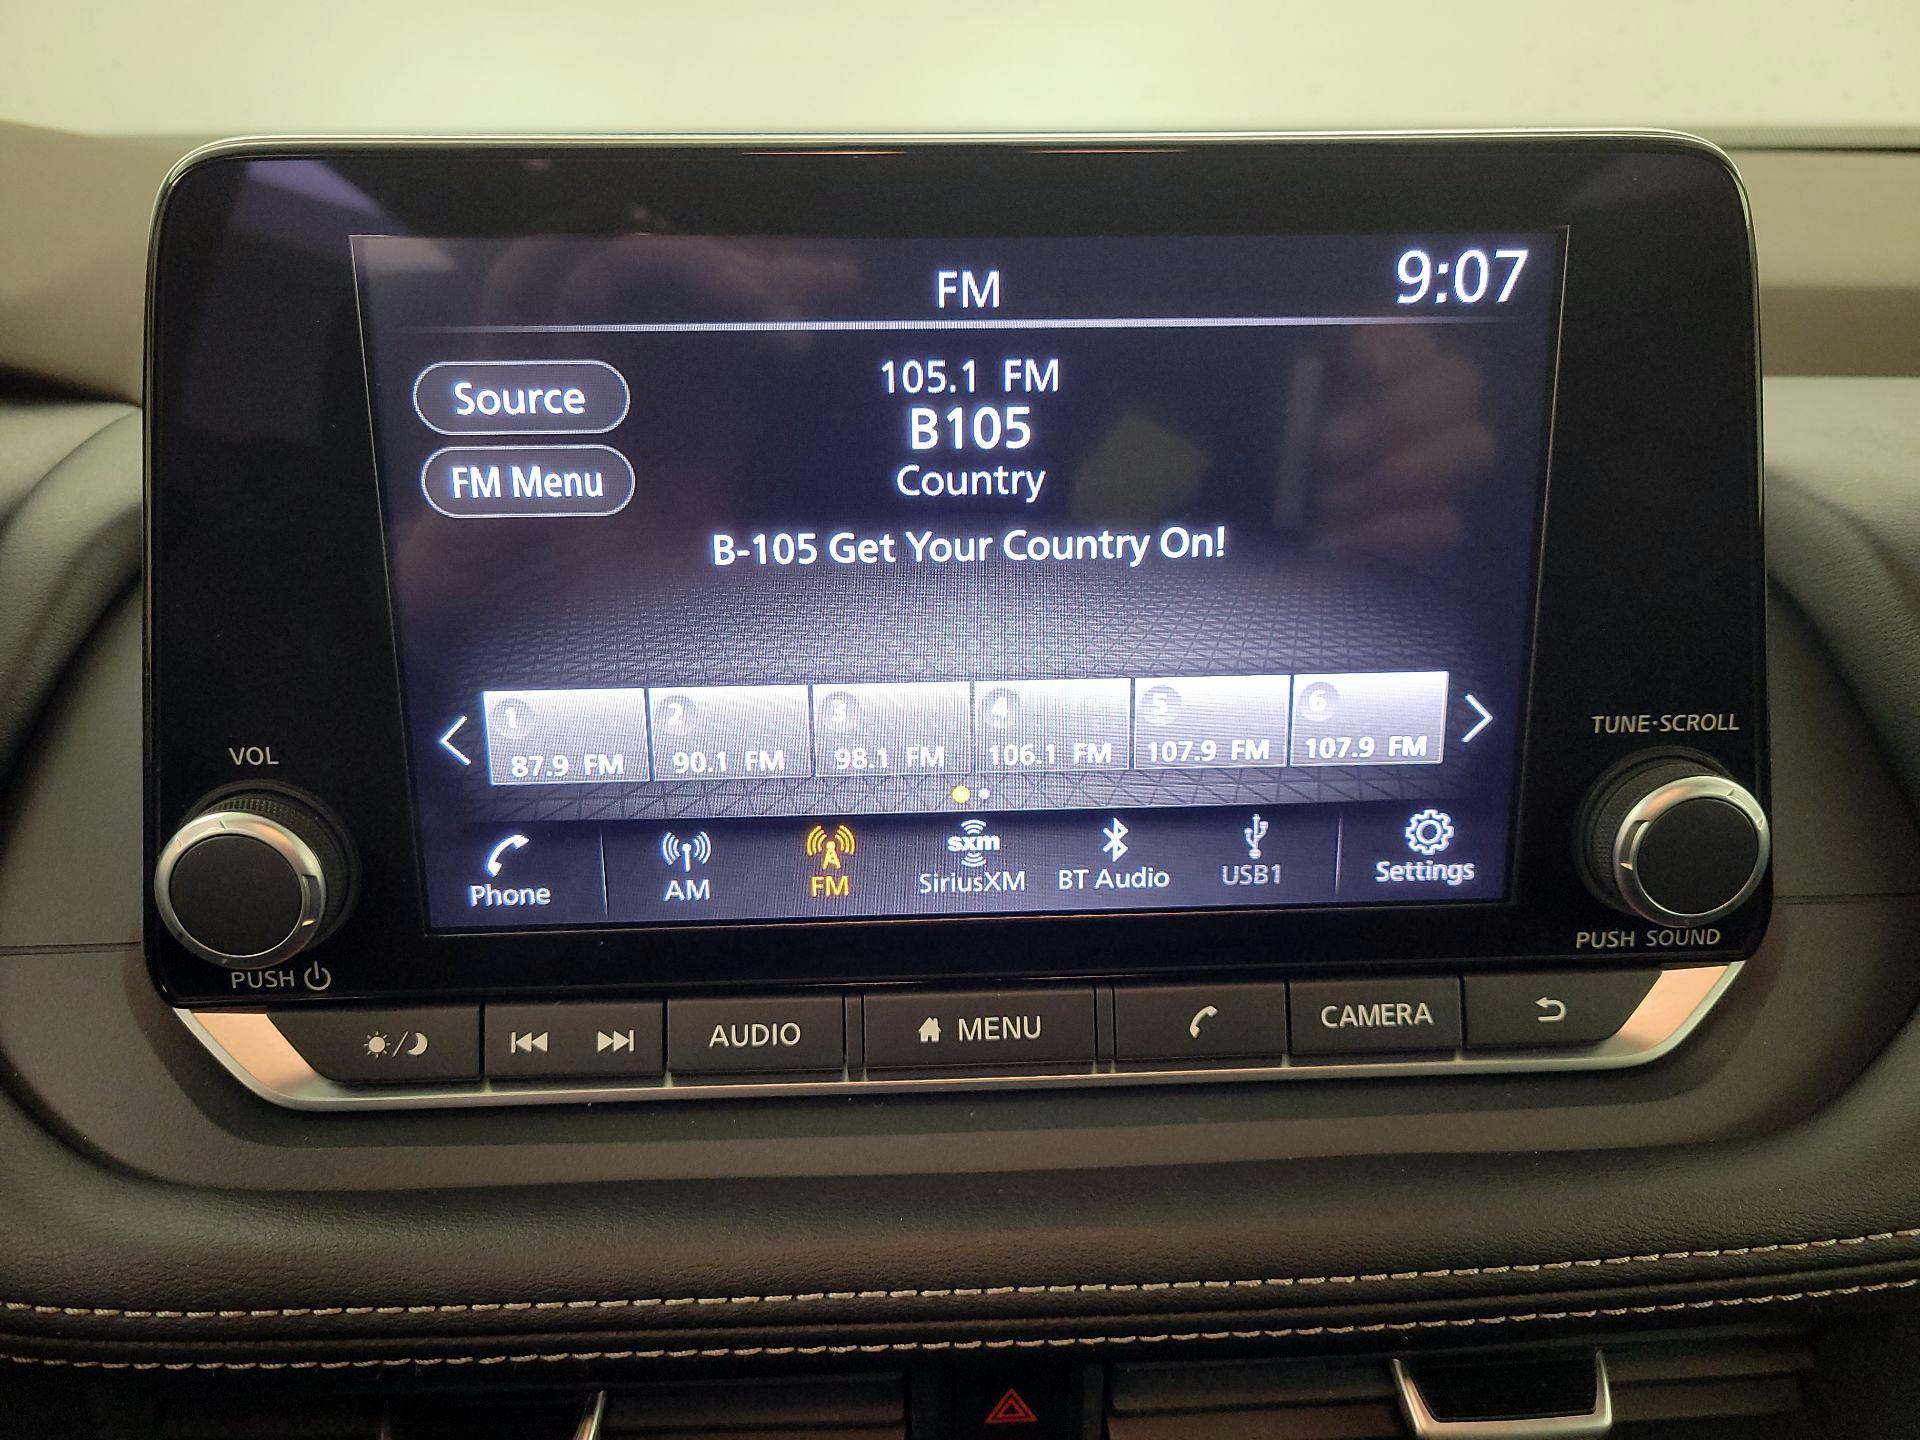 FM
9:07
Source
105.1 FM
B105
FM Menu
Country
B-105 Get Your Country On!
1
2
3
4
5
6
87.9 FM
90.1 FM
98.1 FM
106.1 FM
107.9 FM
107.9 FM
VOL
TUNE·SCROLL
Phone
AM
FM
sxm
SiriusXM
BT Audio
USB1
Settings
PUSH
PUSH SOUND
AUDIO
MENU
CAMERA